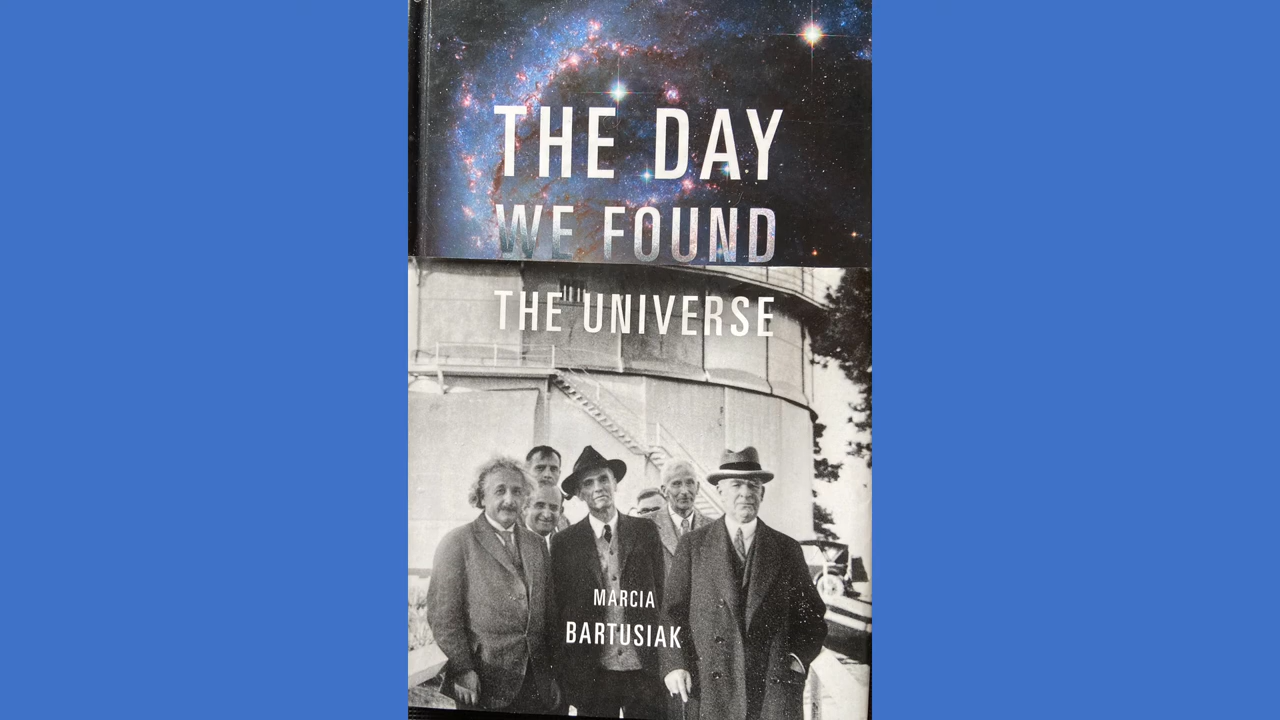 THE DAY
WE FOUND
THE UNIVERSE
MARCIA
BARTUSIAK